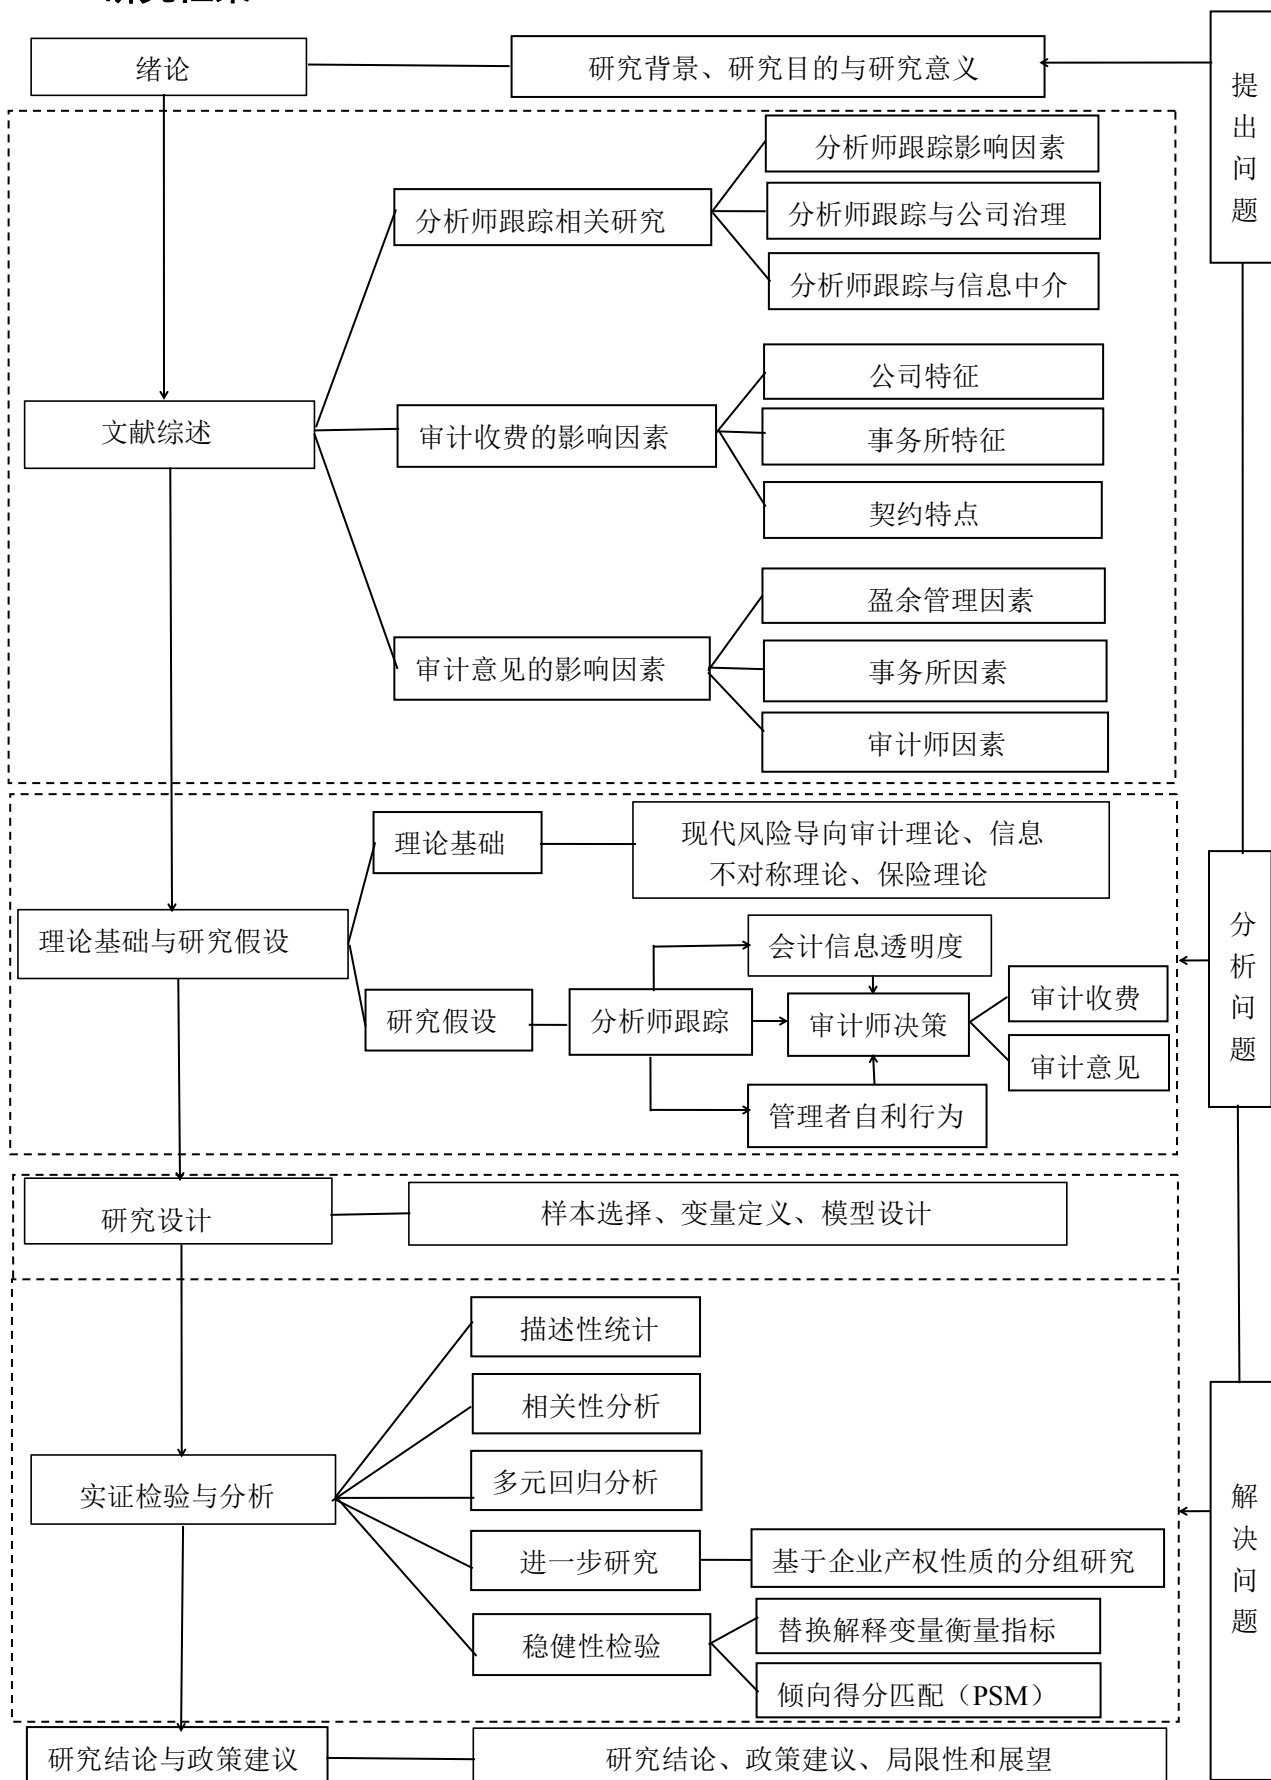 研究框架
绪论
研究背景、研究目的与研究意义
提出问题
分析师跟踪影响因素
分析师跟踪相关研究
分析师跟踪与公司治理
分析师跟踪与信息中介
公司特征
文献综述
审计收费的影响因素
事务所特征
契约特点
盈余管理因素
审计意见的影响因素
事务所因素
审计师因素
理论基础
现代风险导向审计理论、信息
不对称理论、保险理论
理论基础与研究假设
会计信息透明度
分析问题
研究假设
分析师跟踪
审计师决策
审计收费
审计意见
管理者自利行为
研究设计
样本选择、变量定义、模型设计
描述性统计
相关性分析
多元回归分析
实证检验与分析
进一步研究
基于企业产权性质的分组研究
解决问题
稳健性检验
替换解释变量衡量指标
倾向得分匹配（PSM）
研究结论与政策建议
研究结论、政策建议、局限性和展望